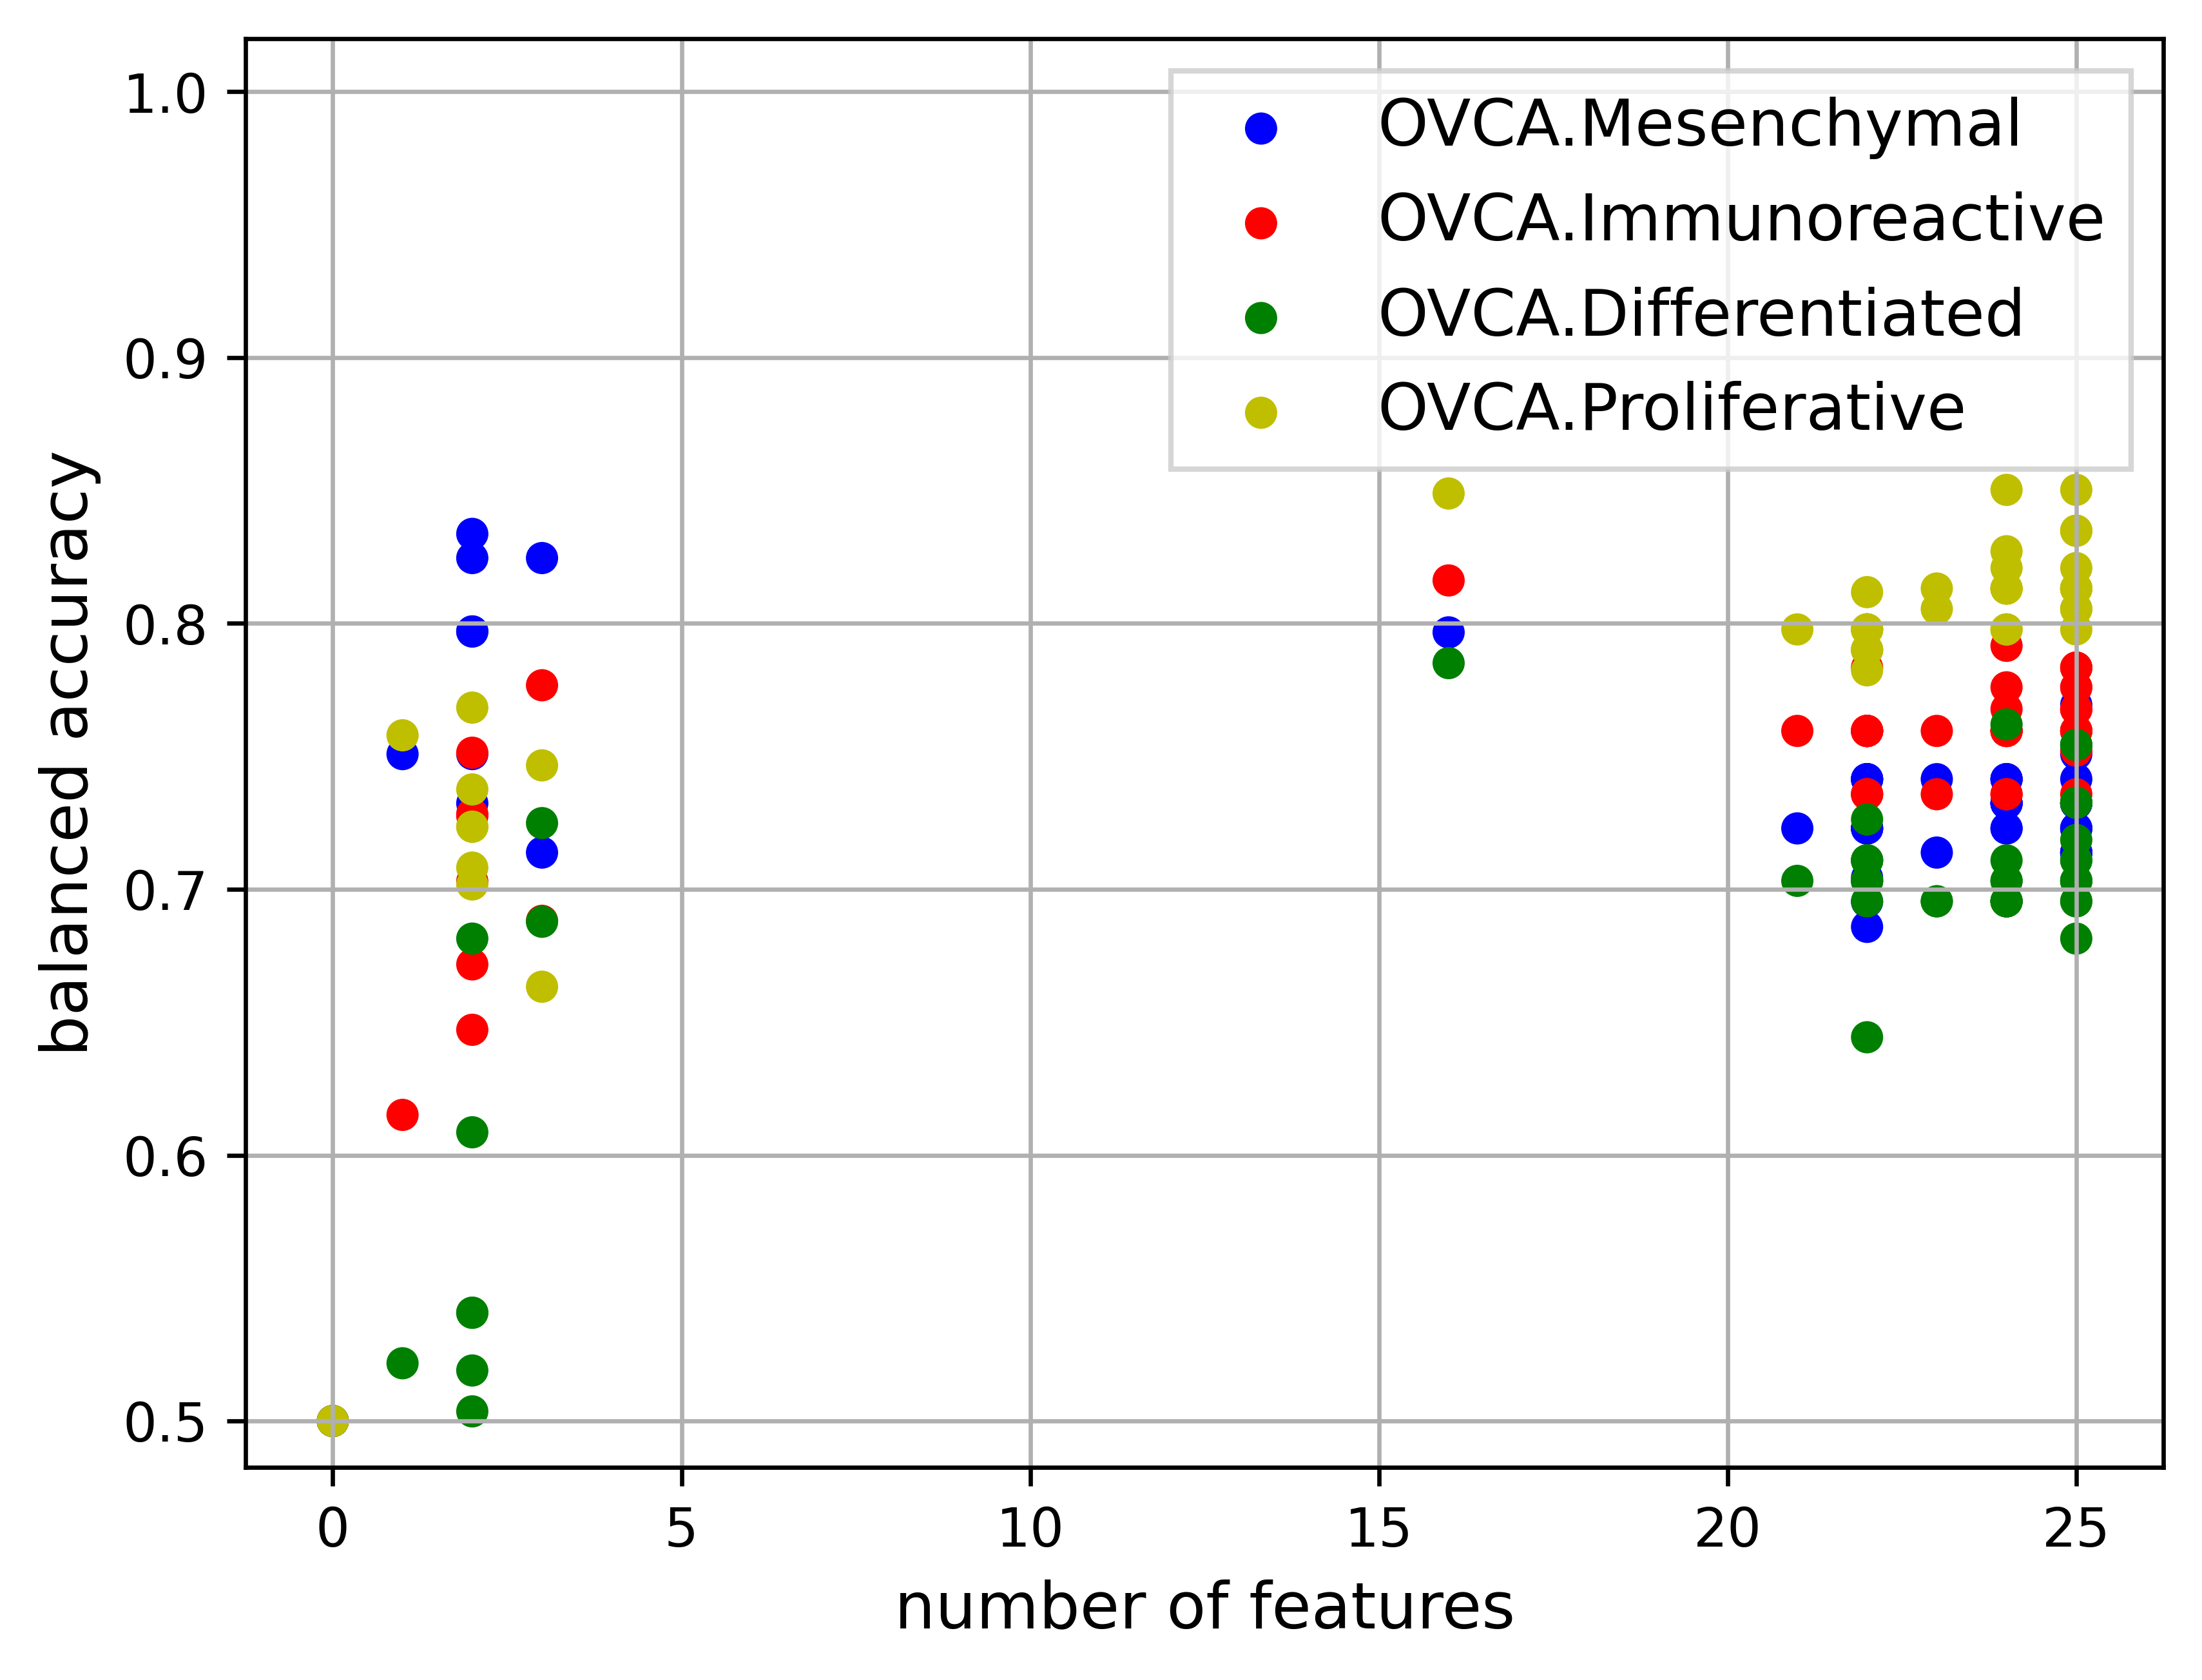 1.0
0.9
0.8
0.7
0.6
0.5
balanced accuracy
OVCA.Mesenchymal
OVCA.Immunoreactive
OVCA.Differentiated
OVCA.Proliferative
0 5 10 15 20 25
number of features